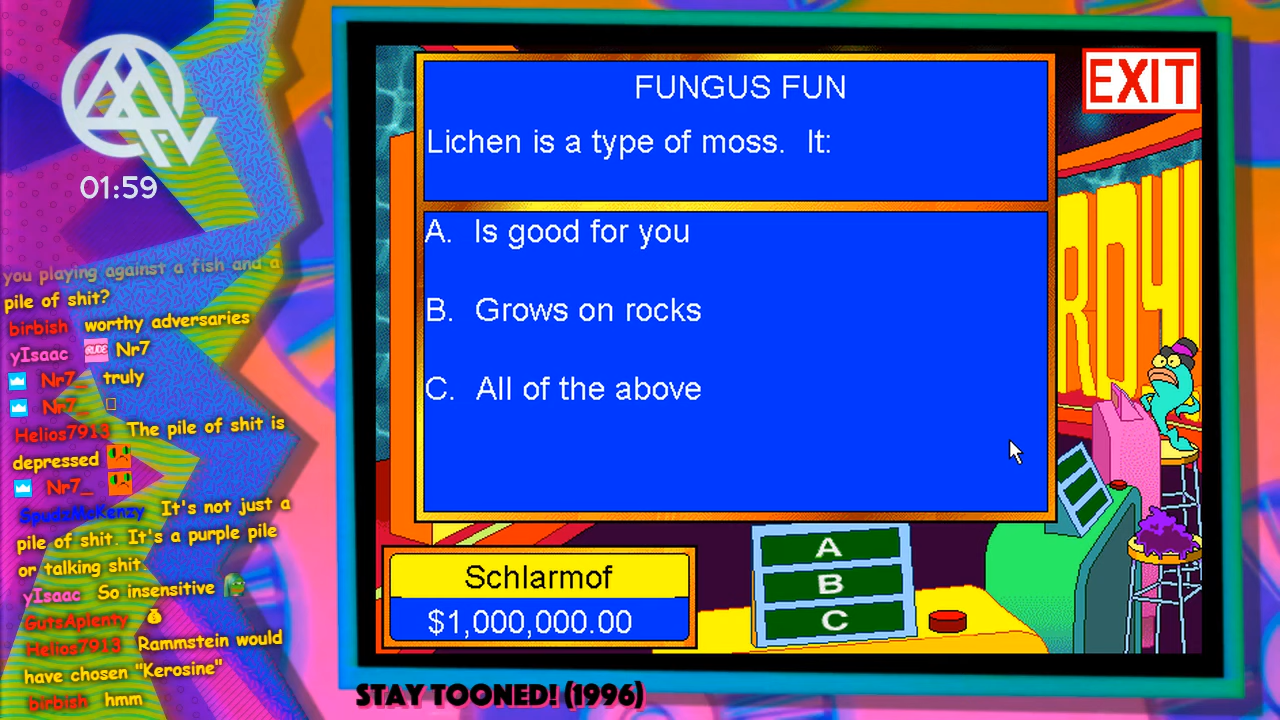 01:59
you playing against a fish and a
pile of shit?
birbish worthy adversaries
yIsaac RUDE Nr7
Nr7_ truly
Nr7_
Helios7913 The pile of shit is
depressed
Nr7_
SpudzMcKenzy It's not just a
pile of shit. It's a purple pile
or talking shit.
yIsaac So insensitive
GutsAplenty
Helios7913 Rammstein would
have chosen "Kerosine"
birbish hmm
FUNGUS FUN
Lichen is a type of moss. It:
A. Is good for you
B. Grows on rocks
C. All of the above
EXIT
Schlarmof
$1,000,000.00
A
B
C
STAY TOONED! (1996)